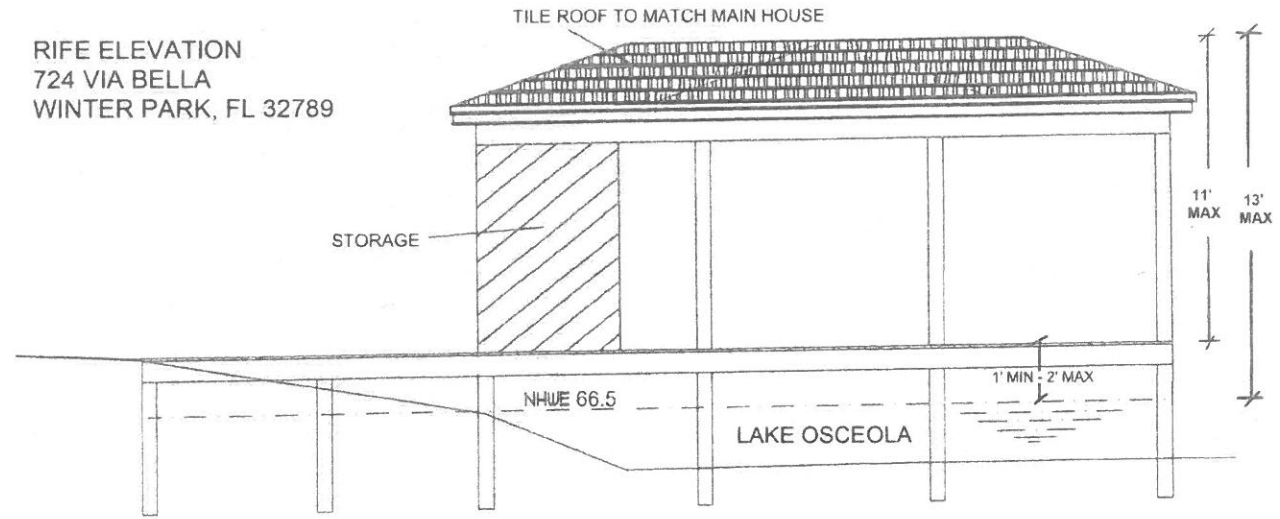 TILE ROOF TO MATCH MAIN HOUSE
RIFE ELEVATION
724 VIA BELLA
WINTER PARK, FL 32789
11'
MAX
13'
MAX
STORAGE
1' MIN - 2' MAX
NHWE 66.5
LAKE OSCEOLA